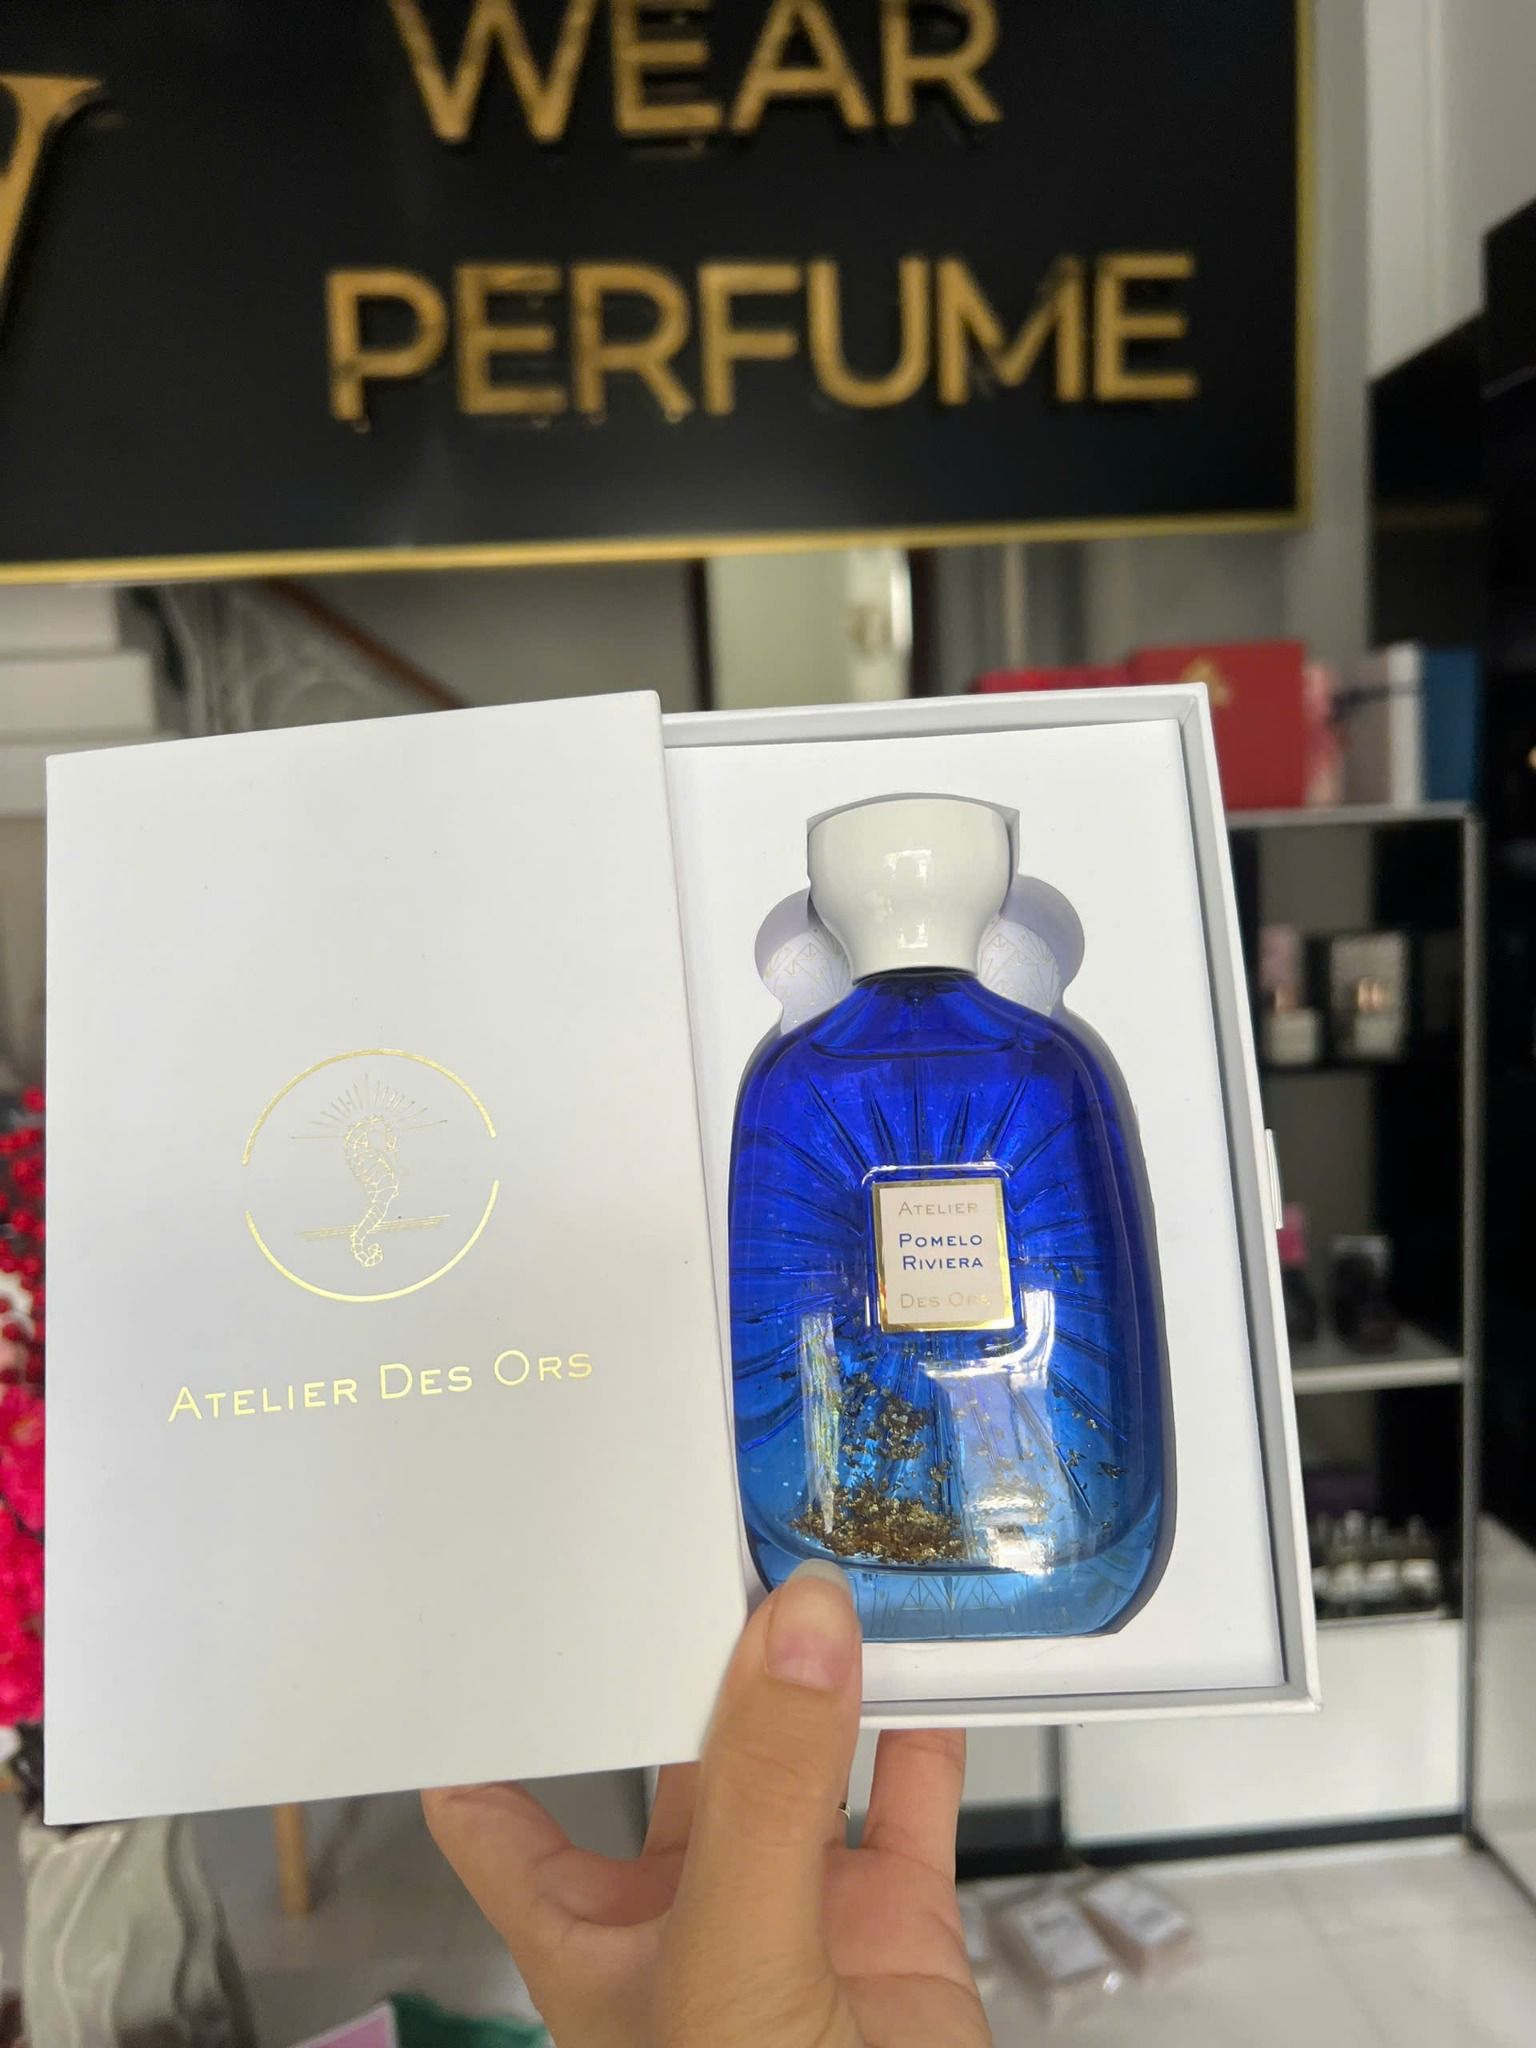 WEAR
PERFUME
ATELIER DES ORS
ATELIER
POMELO
RIVIERA
DES ORS